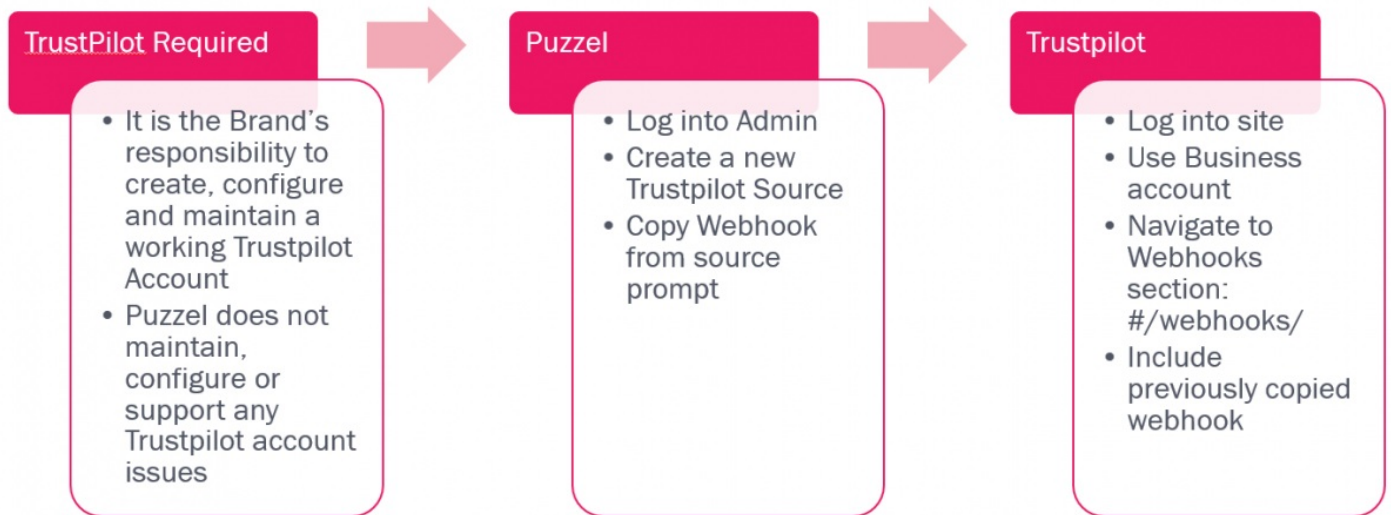 TrustPilot Required
• It is the Brand's
responsibility to
create, configure
and maintain a
working Trustpilot
Account
• Puzzel does not
maintain,
configure or
support any
Trustpilot account
issues
Puzzel
• Log into Admin
• Create a new
Trustpilot Source
• Copy Webhook
from source
prompt
Trustpilot
• Log into site
• Use Business
account
• Navigate to
Webhooks
section:
#/webhooks/
• Include
previously copied
webhook